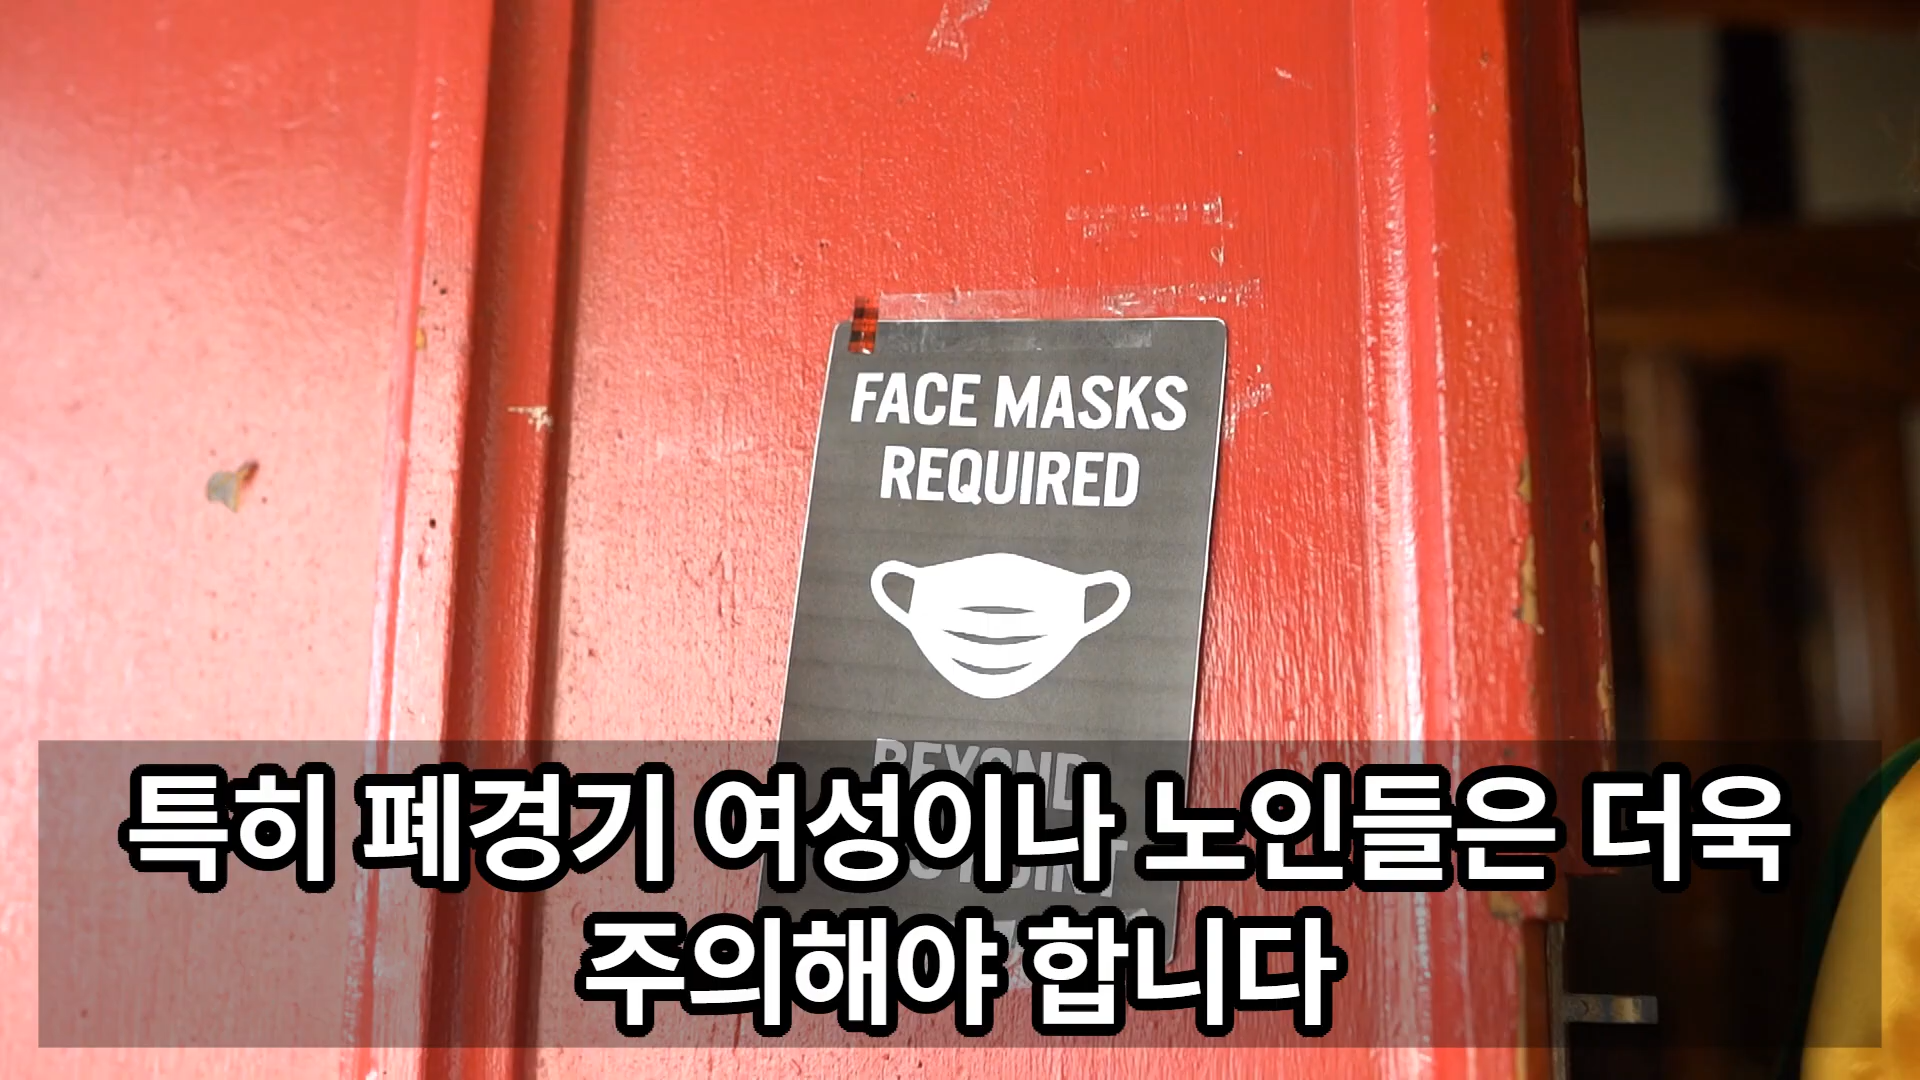 FACE MASKS
REQUIRED
BEYOND
특히 폐경기 여성이나 노인들은 더욱
주의해야 합니다